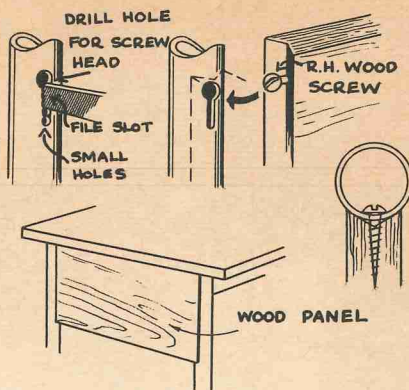 DRILL HOLE
FOR SCREW
HEAD
FILE SLOT
SMALL
HOLES
R.H. WOOD
SCREW
WOOD PANEL